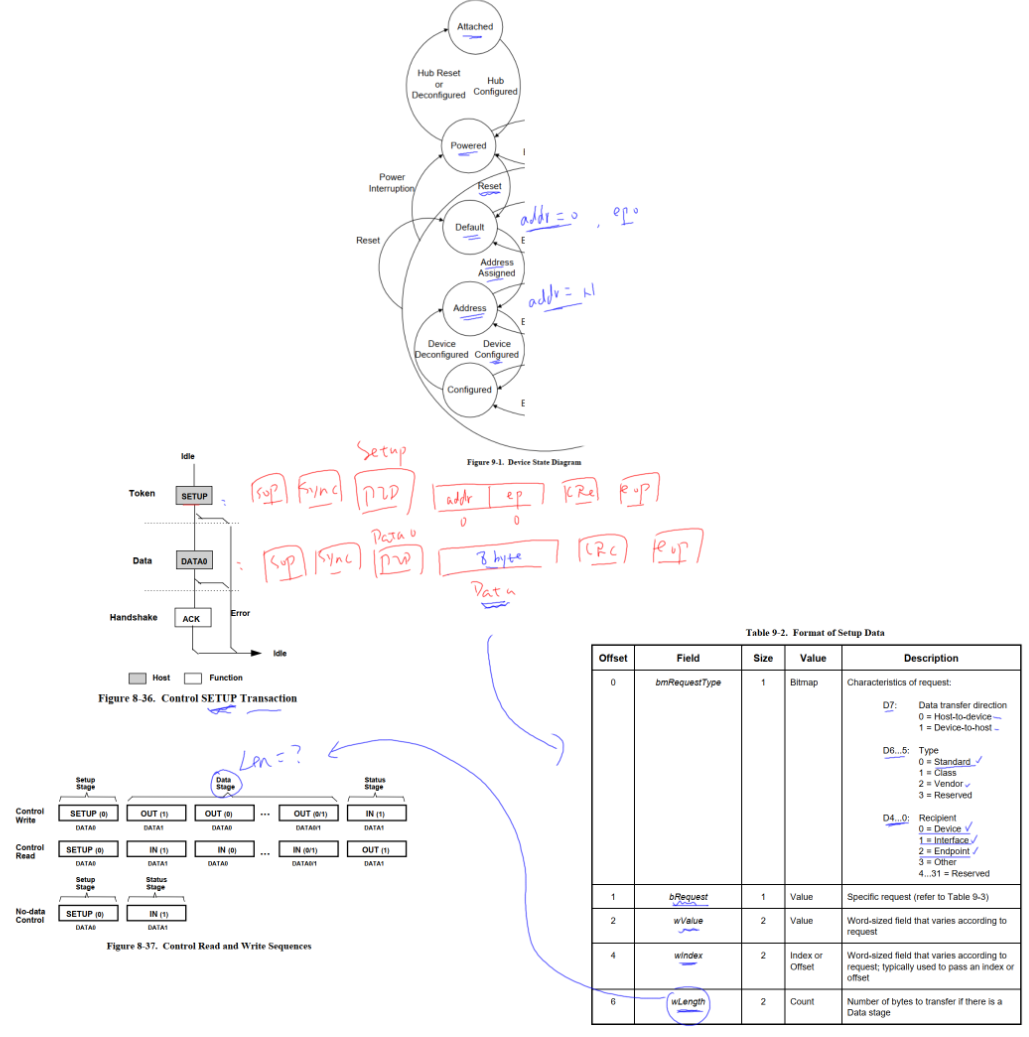 Attached
Hub Reset
or
Deconfigured
Hub
Configured
Powered
Power
Interruption
Reset
Default
addr = 0 , ep0
Reset
Address
Assigned
Address
addr =
Device
Deconfigured
Device
Configured
Configured
Figure 9-1. Device State Diagram
Idle
Setup
Token
SETUP
sop
Sync
PID
addr
ep
CRC
eop
0
0
Data 0
Data
DATA0
sop
Sync
PID
8 byte
CRC
eop
Data
Handshake
ACK
Error
Idle
Host
Function
Figure 8-36. Control SETUP Transaction
Len = ?
Setup
Stage
Data
Stage
Status
Stage
Control
Write
SETUP (0)
OUT (1)
OUT (0)
...
OUT (0/1)
IN (1)
DATA0
DATA1
DATA0
DATA0/1
DATA1
Control
Read
SETUP (0)
IN (1)
IN (0)
...
IN (0/1)
OUT (1)
DATA0
DATA1
DATA0
DATA0/1
DATA1
Setup
Stage
Status
Stage
No-data
Control
SETUP (0)
IN (1)
DATA0
DATA1
Figure 8-37. Control Read and Write Sequences
Table 9-2. Format of Setup Data
Offset Field Size Value Description
0 bmRequestType 1 Bitmap Characteristics of request:
D7: Data transfer direction
0 = Host-to-device
1 = Device-to-host
D6...5: Type
0 = Standard
1 = Class
2 = Vendor
3 = Reserved
D4...0: Recipient
0 = Device
1 = Interface
2 = Endpoint
3 = Other
4...31 = Reserved
1 bRequest 1 Value Specific request (refer to Table 9-3)
2 wValue 2 Value Word-sized field that varies according to
request
4 wIndex 2 Index or Word-sized field that varies according to
Offset request; typically used to pass an index or
offset
6 wLength 2 Count Number of bytes to transfer if there is a
Data stage